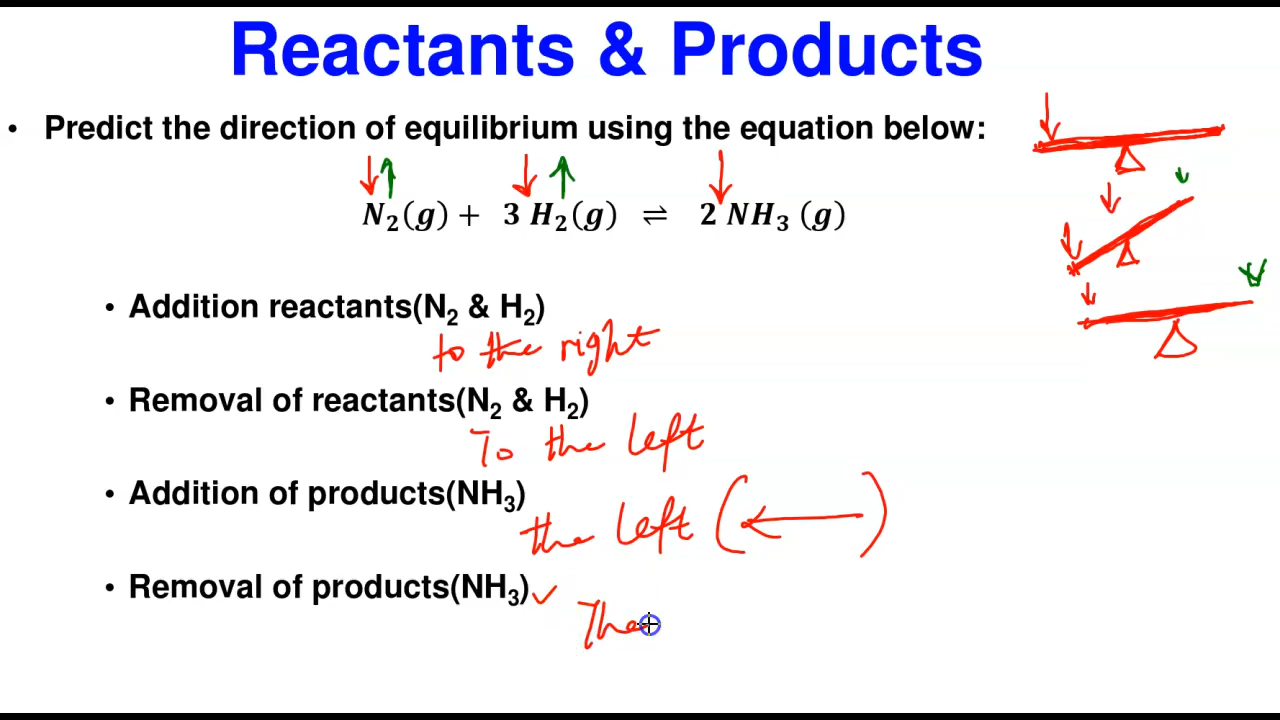 Reactants & Products
• Predict the direction of equilibrium using the equation below:
N₂(g) + 3 H₂(g) ⇌ 2 NH₃ (g)
• Addition reactants(N₂ & H₂)
to the right
• Removal of reactants(N₂ & H₂)
To the left
• Addition of products(NH₃)
the left (←)
• Removal of products(NH₃) ✓
The